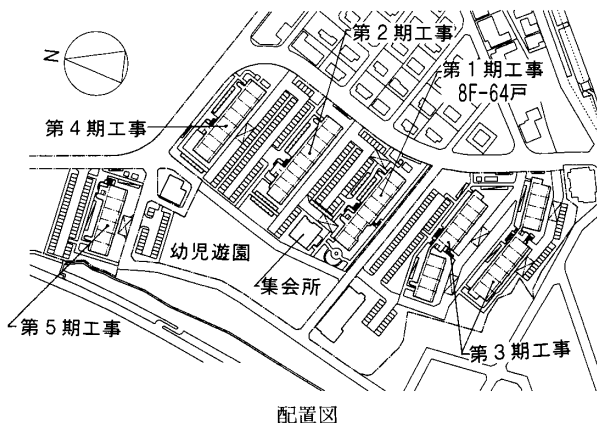 第2期工事
第1期工事
8F-64戸
N
第4期工事
幼児遊園
集会所
第5期工事
第3期工事
配置図